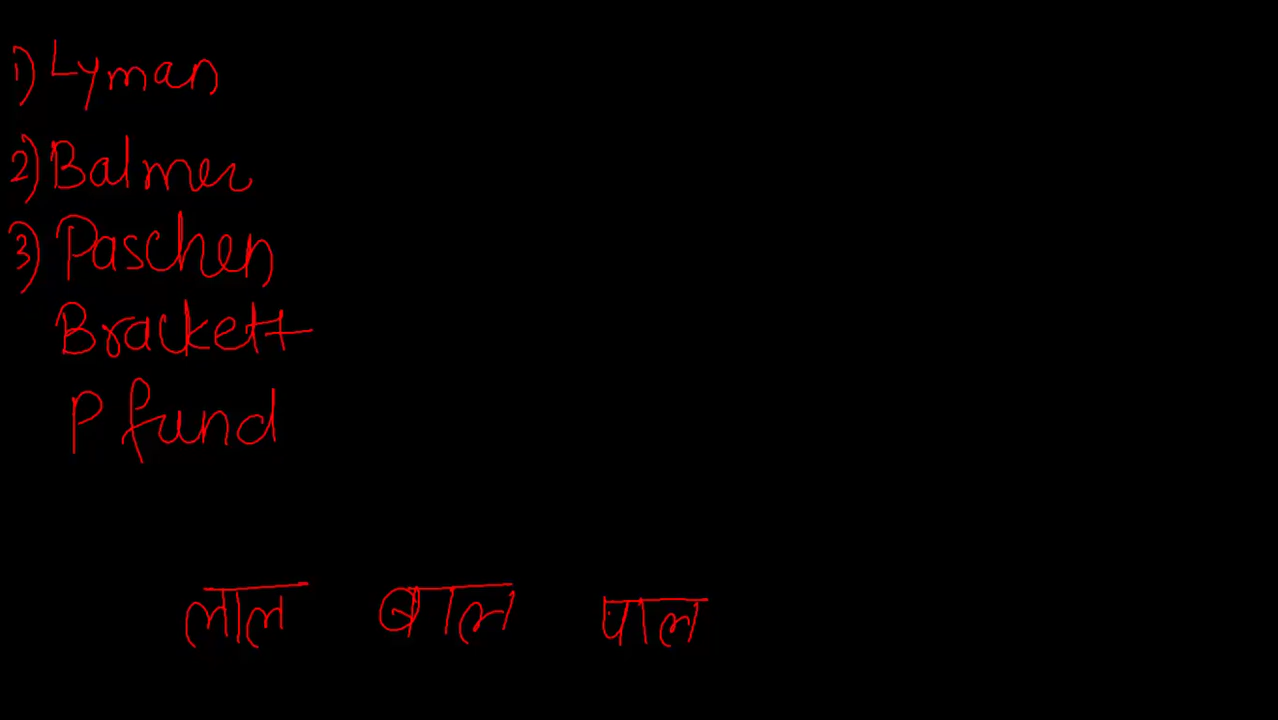 1) Lyman
2) Balmer
3) Paschen
Brackett
Pfund
लाल बाल पाल